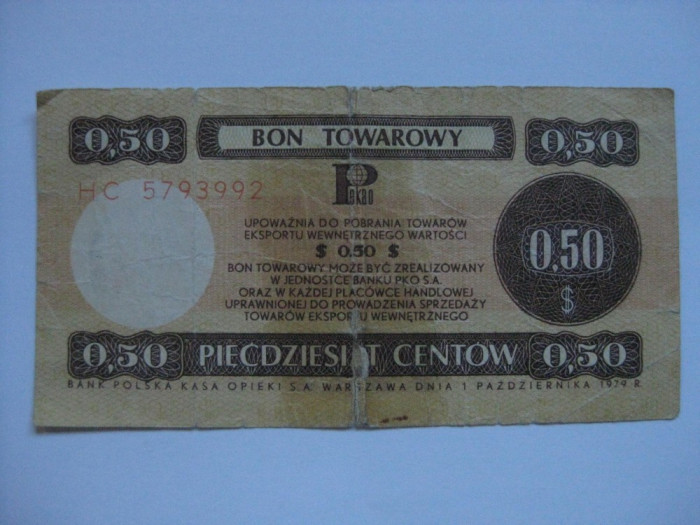 0,50 BON TOWAROWY 0,50
HC 5793992
PEKAO
UPOWAŻNIA DO POBRANIA TOWARÓW
EKSPORTU WEWNĘTRZNEGO WARTOŚCI
$ 0.50 $
BON TOWAROWY MOŻE BYĆ ZREALIZOWANY
W JEDNOSTCE BANKU PKO S.A.
ORAZ W KAŻDEJ PLACÓWCE HANDLOWEJ
UPRAWNIONEJ DO PROWADZENIA SPRZEDAŻY
TOWARÓW EKSPORTU WEWNĘTRZNEGO
0,50
$
0,50 PIĘĆDZIESIĄT CENTÓW 0,50
BANK POLSKA KASA OPIEKI S.A. WARSZAWA DNIA 1 PAŹDZIERNIKA 1979 R.